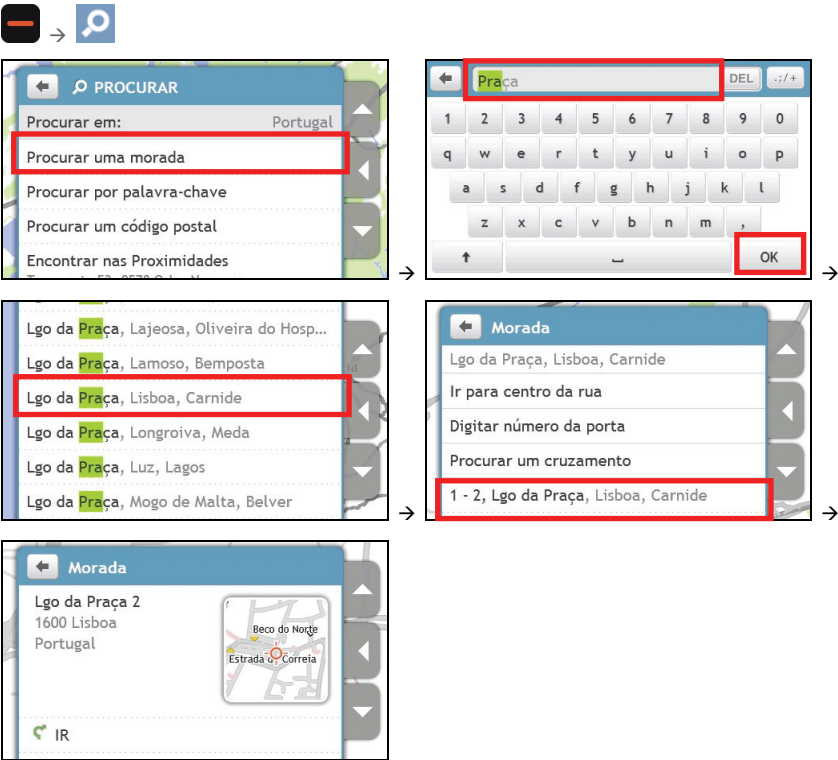 →
PROCURAR
Procurar em: Portugal
Procurar uma morada
Procurar por palavra-chave
Procurar um código postal
Encontrar nas Proximidades
→
Praça DEL .:/+
1 2 3 4 5 6 7 8 9 0
q w e r t y u i o p
a s d f g h j k l
z x c v b n m ,
OK
→
Lgo da Praça, Lajeosa, Oliveira do Hosp...
Lgo da Praça, Lamoso, Bemposta
Lgo da Praça, Lisboa, Carnide
Lgo da Praça, Longroiva, Meda
Lgo da Praça, Luz, Lagos
Lgo da Praça, Mogo de Malta, Belver
→
Morada
Lgo da Praça, Lisboa, Carnide
Ir para centro da rua
Digitar número da porta
Procurar um cruzamento
1 - 2, Lgo da Praça, Lisboa, Carnide
→
Morada
Lgo da Praça 2
1600 Lisboa
Portugal
Beco do Norte
Estrada d Correia
IR